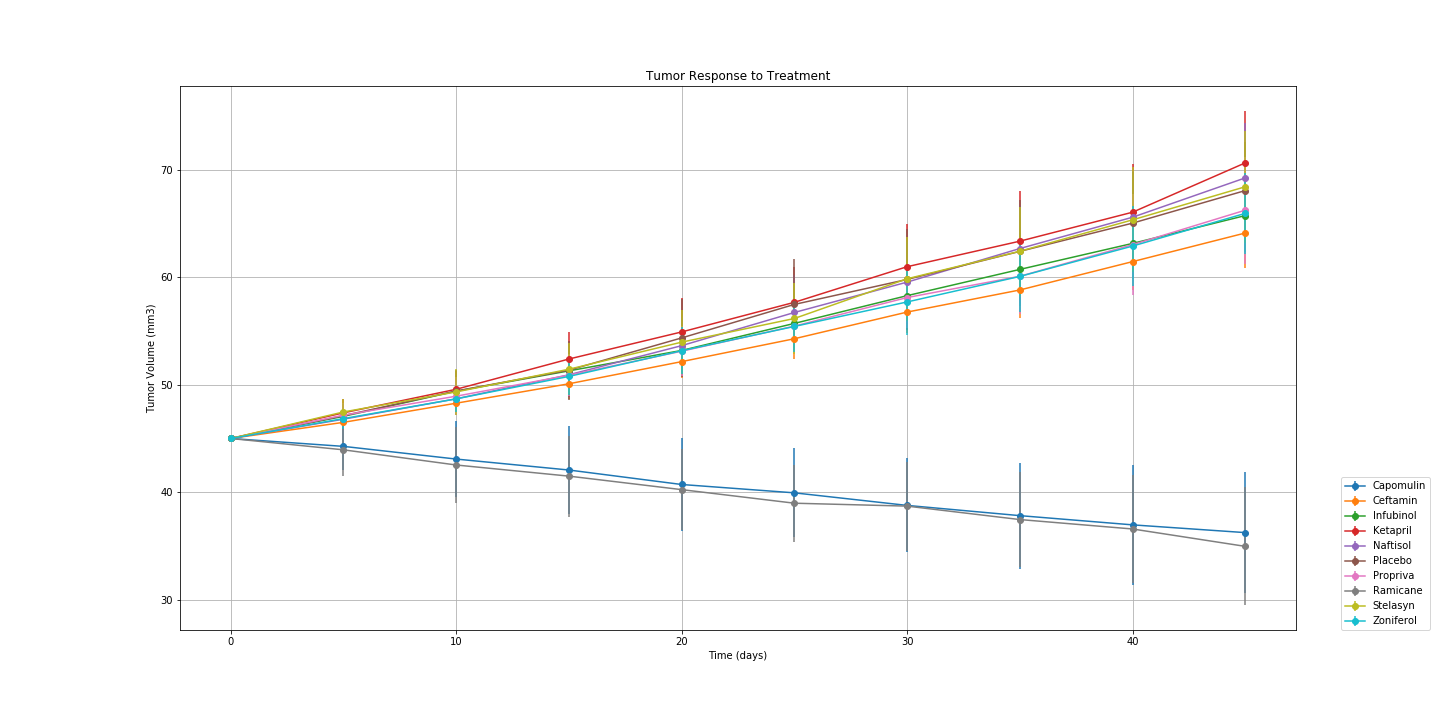 Tumor Response to Treatment
Tumor Volume (mm3)
70
60
50
40
30
0
10
20
30
40
Time (days)
Capomulin
Ceftamin
Infubinol
Ketapril
Naftisol
Placebo
Propriva
Ramicane
Stelasyn
Zoniferol